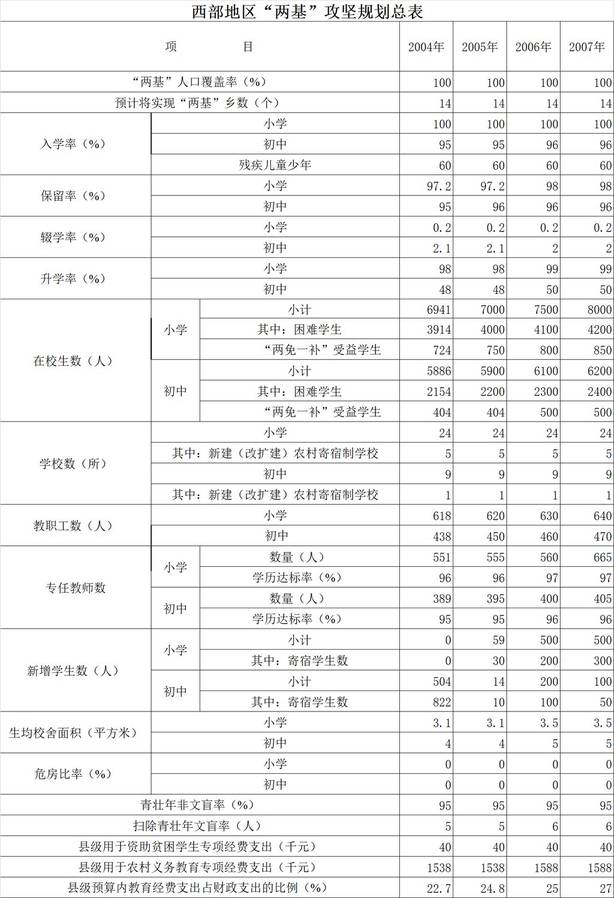 西部地区“两基”攻坚规划总表
项 目 2004年 2005年 2006年 2007年
“两基”人口覆盖率（%） 100 100 100 100
预计将实现“两基”乡数（个） 14 14 14 14
入学率（%） 小学 100 100 100 100
初中 95 95 96 96
残疾儿童少年 60 60 60 60
保留率（%） 小学 97.2 97.2 98 98
初中 95 96 96 96
辍学率（%） 小学 0.2 0.2 0.2 0.2
初中 2.1 2.1 2 2
升学率（%） 小学 98 98 99 99
初中 48 48 50 50
在校生数（人） 小学 小计 6941 7000 7500 8000
其中：困难学生 3914 4000 4100 4200
“两免一补”受益学生 724 750 800 850
初中 小计 5886 5900 6100 6200
其中：困难学生 2154 2200 2300 2400
“两免一补”受益学生 404 404 500 500
学校数（所） 小学 24 24 24 24
其中：新建（改扩建）农村寄宿制学校 5 5 5 5
初中 9 9 9 9
其中：新建（改扩建）农村寄宿制学校 1 1 1 1
教职工数（人） 小学 618 620 630 640
初中 438 450 460 470
专任教师数 小学 数量（人） 551 555 560 665
学历达标率（%） 96 96 97 97
初中 数量（人） 389 395 400 405
学历达标率（%） 95 95 96 96
新增学生数（人） 小学 小计 0 59 500 500
其中：寄宿学生数 0 30 200 300
初中 小计 504 14 200 100
其中：寄宿学生数 822 10 100 50
生均校舍面积（平方米） 小学 3.1 3.1 3.5 3.5
初中 4 4 5 5
危房比率（%） 小学 0 0 0 0
初中 0 0 0 0
青壮年非文盲率（%） 95 95 95 95
扫除青壮年文盲率（人） 5 5 6 6
县级用于资助贫困学生专项经费支出（千元） 40 40 40 40
县级用于农村义务教育专项经费支出（千元） 1538 1538 1588 1588
县级预算内教育经费支出占财政支出的比例（%） 22.7 24.8 25 27